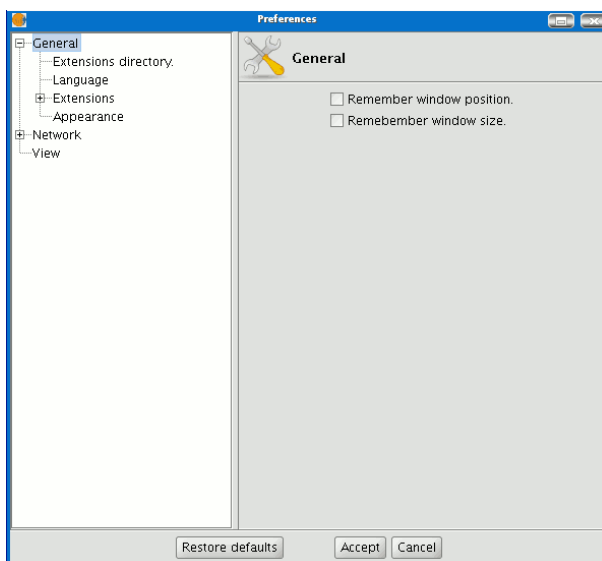 Preferences
General
Extensions directory.
Language
Extensions
Appearance
Network
View
General
Remember window position.
Remebember window size.
Restore defaults
Accept
Cancel